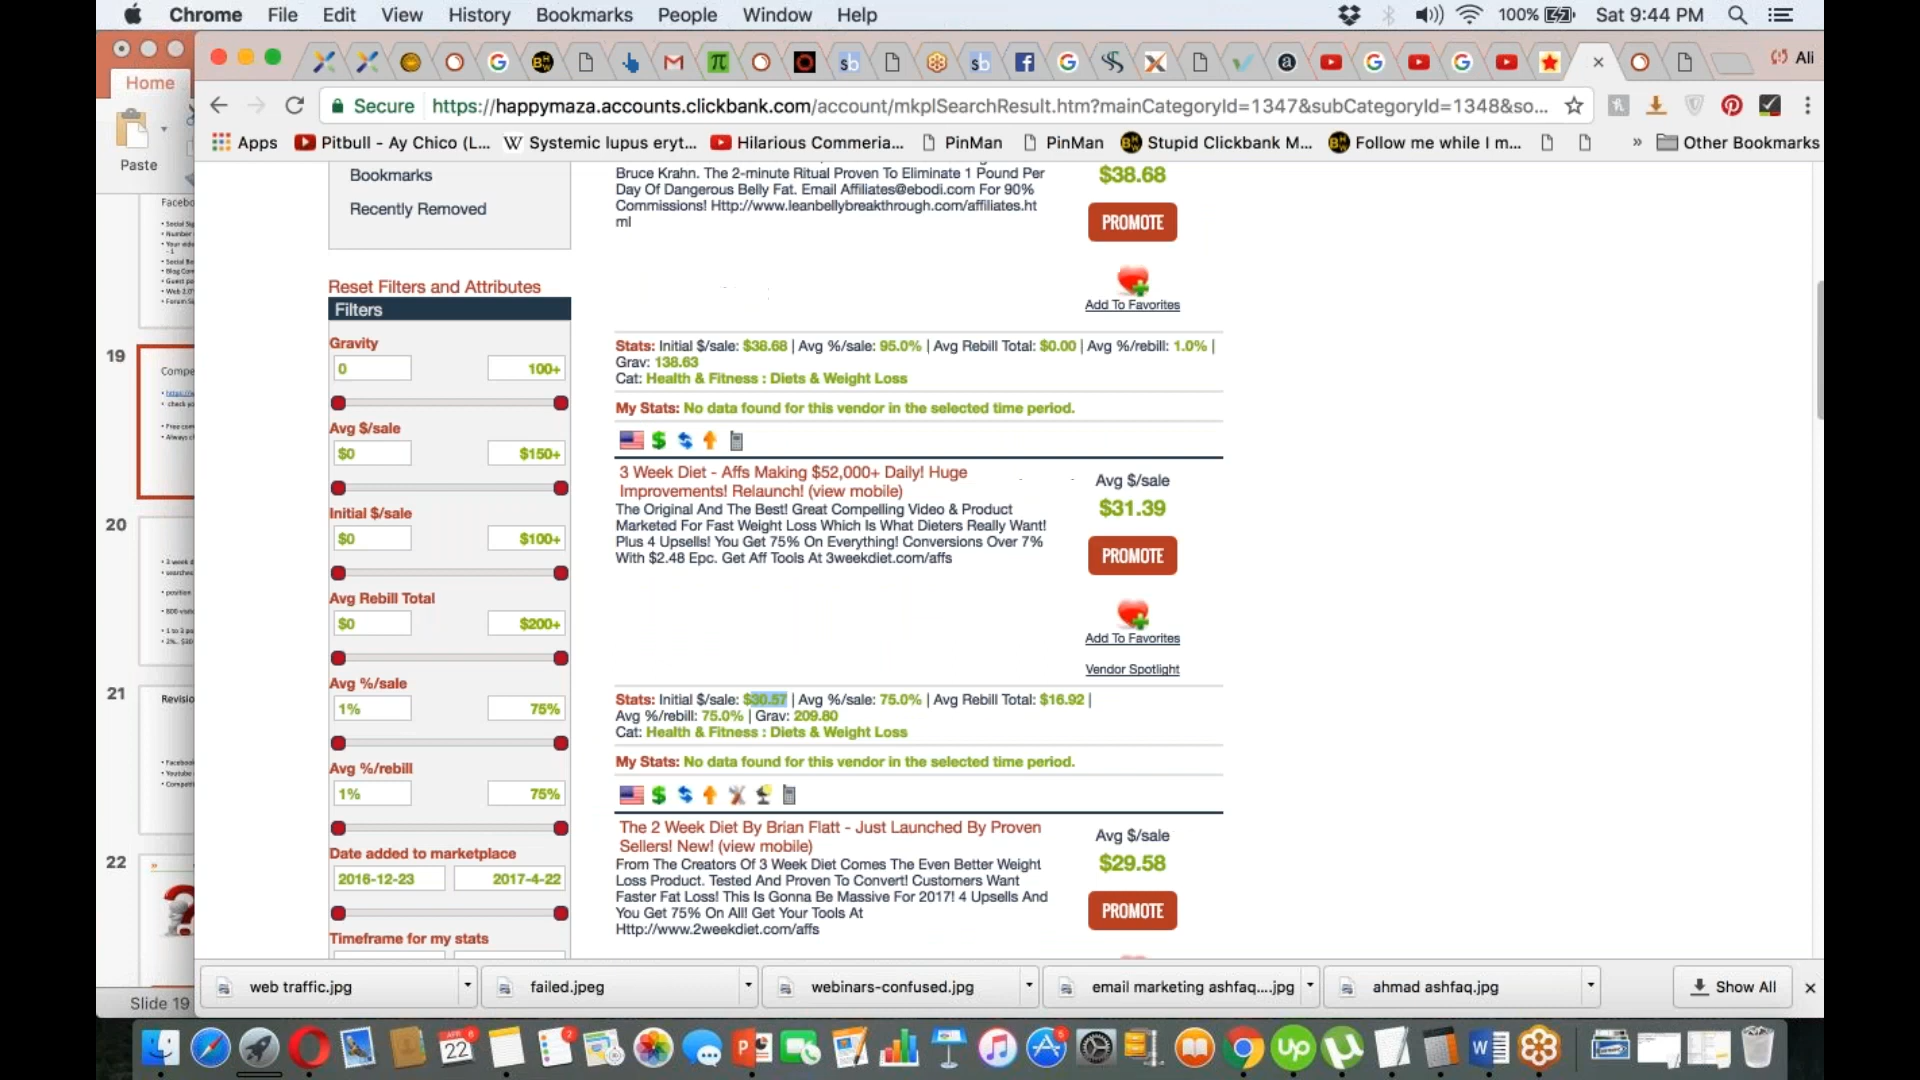 Chrome File Edit View History Bookmarks People Window Help
100% Sat 9:44 PM
Home
Ali
Secure https://happymaza.accounts.clickbank.com/account/mkplSearchResult.htm?mainCategoryId=1347&subCategoryId=1348&so...
Paste
Apps Pitbull - Ay Chico (L... Systemic lupus eryt... Hilarious Commeria... PinMan PinMan Stupid Clickbank M... Follow me while I m... » Other Bookmarks
Bookmarks
Recently Removed
Reset Filters and Attributes
Filters
Gravity
0 100+
Avg $/sale
$0 $150+
Initial $/sale
$0 $100+
Avg Rebill Total
$0 $200+
Avg %/sale
1% 75%
Avg %/rebill
1% 75%
Date added to marketplace
2016-12-23 2017-4-22
Timeframe for my stats
Bruce Krahn. The 2-minute Ritual Proven To Eliminate 1 Pound Per
Day Of Dangerous Belly Fat. Email Affiliates@ebodi.com For 90%
Commissions! Http://www.leanbellybreakthrough.com/affiliates.ht
ml
$38.68
PROMOTE
Add To Favorites
Stats: Initial $/sale: $38.68 | Avg %/sale: 95.0% | Avg Rebill Total: $0.00 | Avg %/rebill: 1.0% |
Grav: 138.63
Cat: Health & Fitness : Diets & Weight Loss
My Stats: No data found for this vendor in the selected time period.
3 Week Diet - Affs Making $52,000+ Daily! Huge
Improvements! Relaunch! (view mobile)
The Original And The Best! Great Compelling Video & Product
Marketed For Fast Weight Loss Which Is What Dieters Really Want!
Plus 4 Upsells! You Get 75% On Everything! Conversions Over 7%
With $2.48 Epc. Get Aff Tools At 3weekdiet.com/affs
Avg $/sale
$31.39
PROMOTE
Add To Favorites
Vendor Spotlight
Stats: Initial $/sale: $30.57 | Avg %/sale: 75.0% | Avg Rebill Total: $16.92 |
Avg %/rebill: 75.0% | Grav: 209.80
Cat: Health & Fitness : Diets & Weight Loss
My Stats: No data found for this vendor in the selected time period.
The 2 Week Diet By Brian Flatt - Just Launched By Proven
Sellers! New! (view mobile)
From The Creators Of 3 Week Diet Comes The Even Better Weight
Loss Product. Tested And Proven To Convert! Customers Want
Faster Fat Loss! This Is Gonna Be Massive For 2017! 4 Upsells And
You Get 75% On All! Get Your Tools At
Http://www.2weekdiet.com/affs
Avg $/sale
$29.58
PROMOTE
19
20
21
22
Slide 19
web traffic.jpg failed.jpeg webinars-confused.jpg email marketing ashfaq....jpg ahmad ashfaq.jpg Show All
22